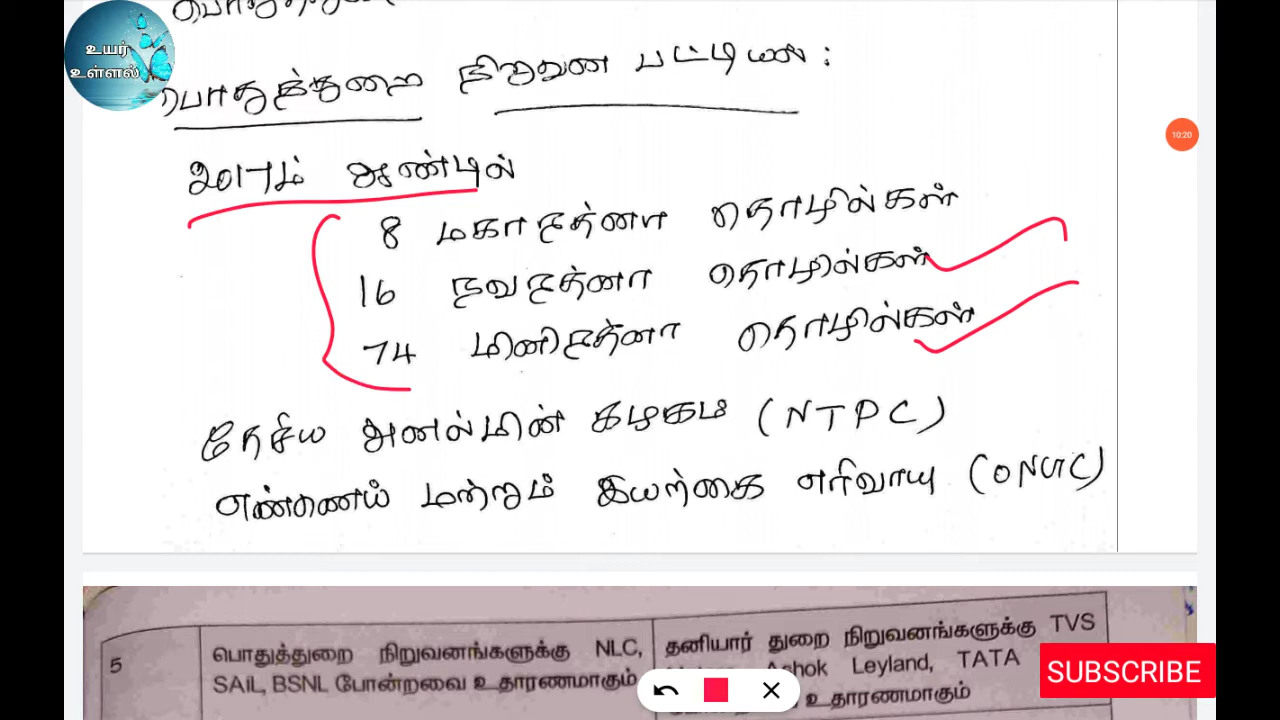 உயர்
உள்ளல்
பொதுத்துறை நிறுவன பட்டியல் :
2017ம் ஆண்டில்
8 மகாரத்னா தொழில்கள்
16 நவரத்னா தொழில்கள்
74 மினிரத்னா தொழில்கள்
தேசிய அனல்மின் கழகம் (NTPC)
எண்ணெய் மற்றும் இயற்கை எரிவாயு (ONGC)
10:20
5
பொதுத்துறை நிறுவனங்களுக்கு NLC,
SAiL, BSNL போன்றவை உதாரணமாகும்
தனியார் துறை நிறுவனங்களுக்கு TVS
Ashok Leyland, TATA
உதாரணமாகும்
SUBSCRIBE